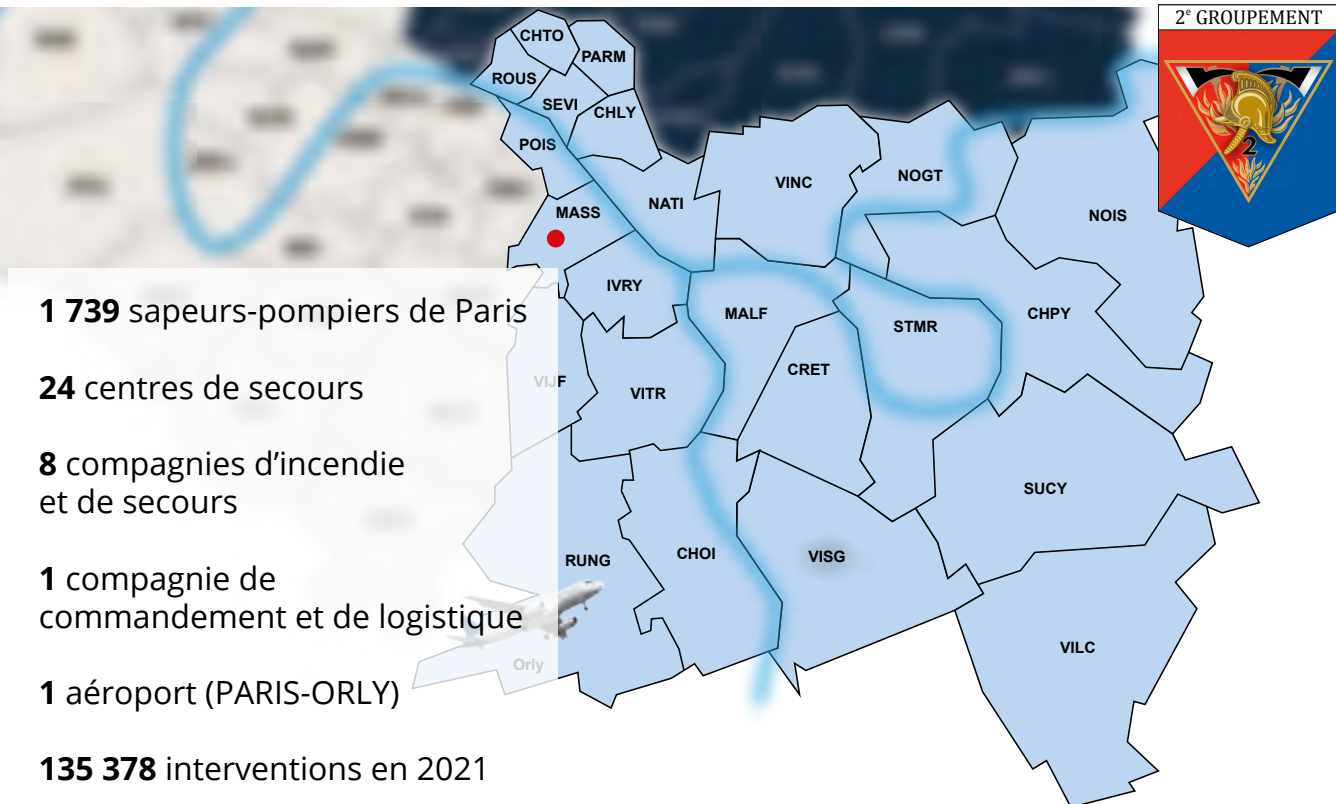 2e GROUPEMENT
2
CHTO
PARM
ROUS
SEVI
CHLY
POIS
VINC
NOGT
NATI
MASS
NOIS
IVRY
MALF
STMR
CHPY
CRET
VIJF
VITR
SUCY
RUNG
CHOI
VISG
VILC
Orly
1 739 sapeurs-pompiers de Paris
24 centres de secours
8 compagnies d'incendie
et de secours
1 compagnie de
commandement et de logistique
1 aéroport (PARIS-ORLY)
135 378 interventions en 2021